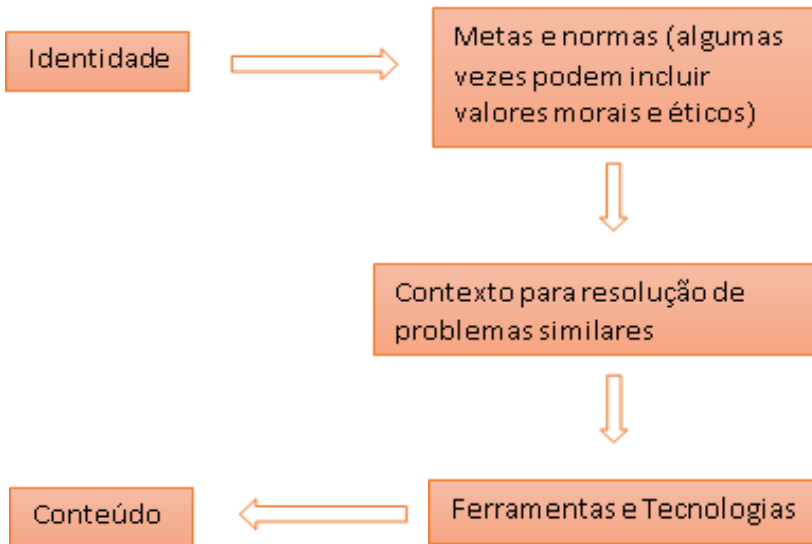 Identidade
Metas e normas (algumas
vezes podem incluir
valores morais e éticos)
Contexto para resolução de
problemas similares
Ferramentas e Tecnologias
Conteúdo